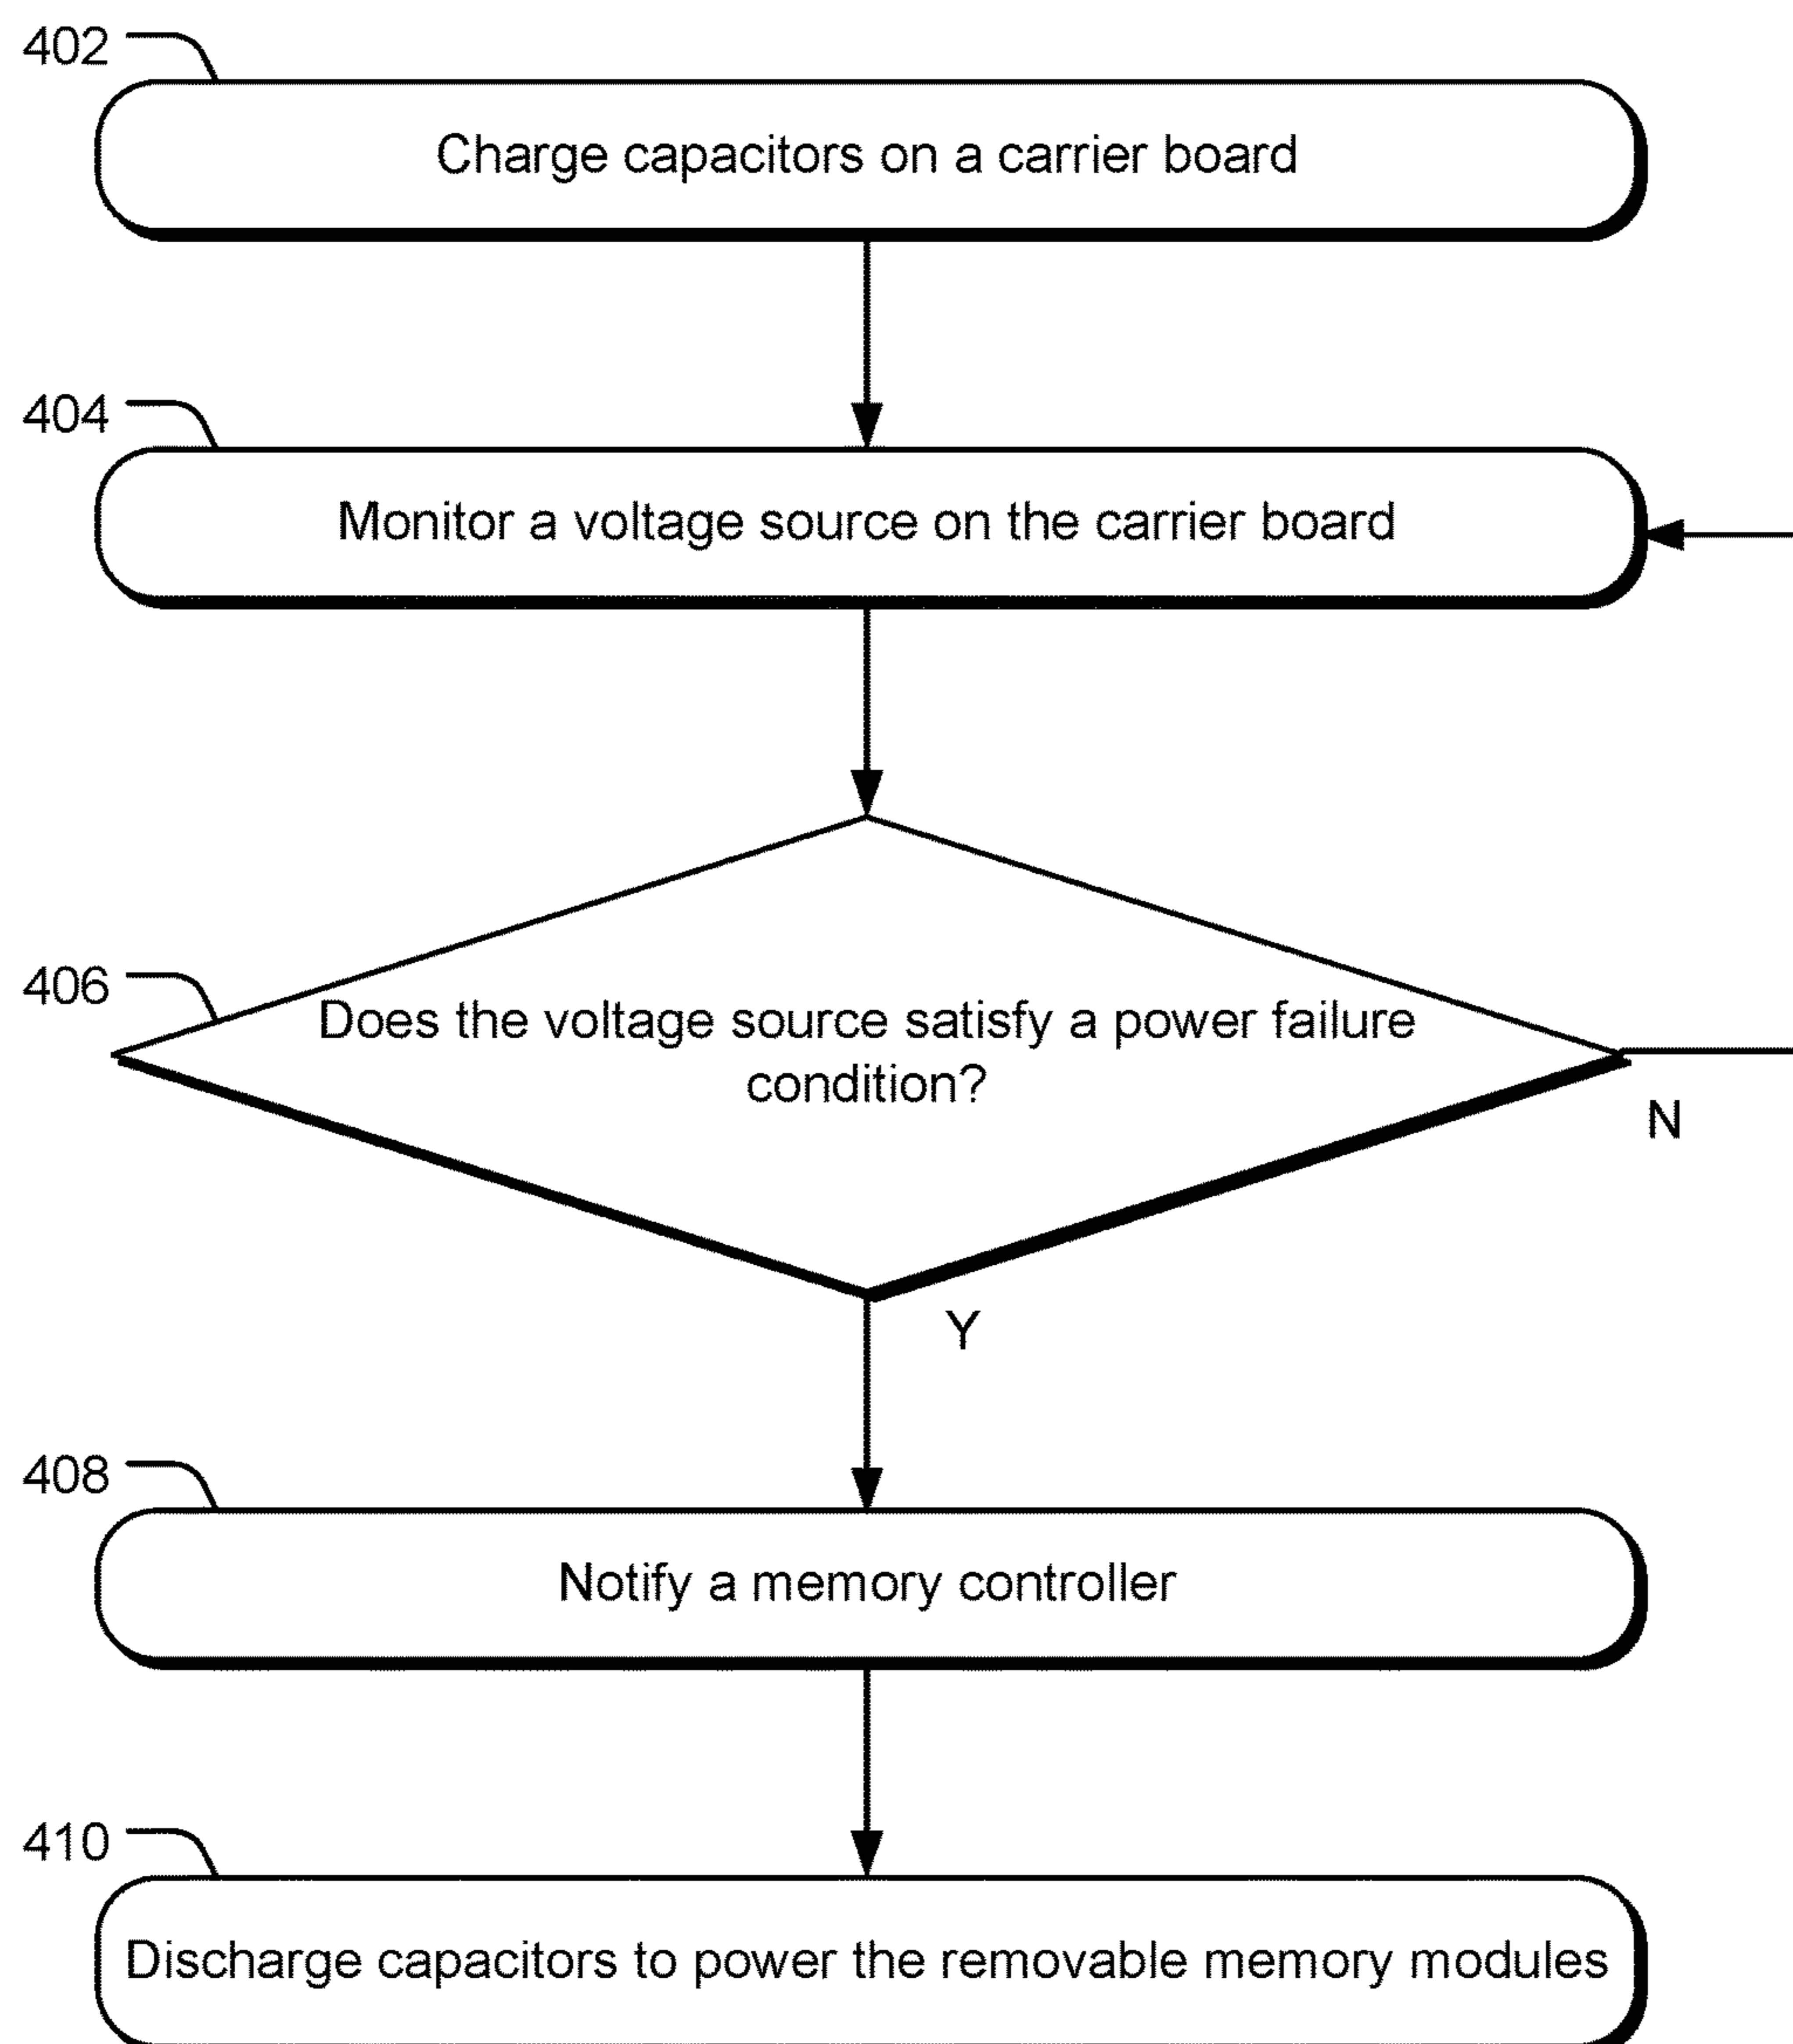 402
Charge capacitors on a carrier board
404
Monitor a voltage source on the carrier board
406
Does the voltage source satisfy a power failure
condition?
N
Y
408
Notify a memory controller
410
Discharge capacitors to power the removable memory modules